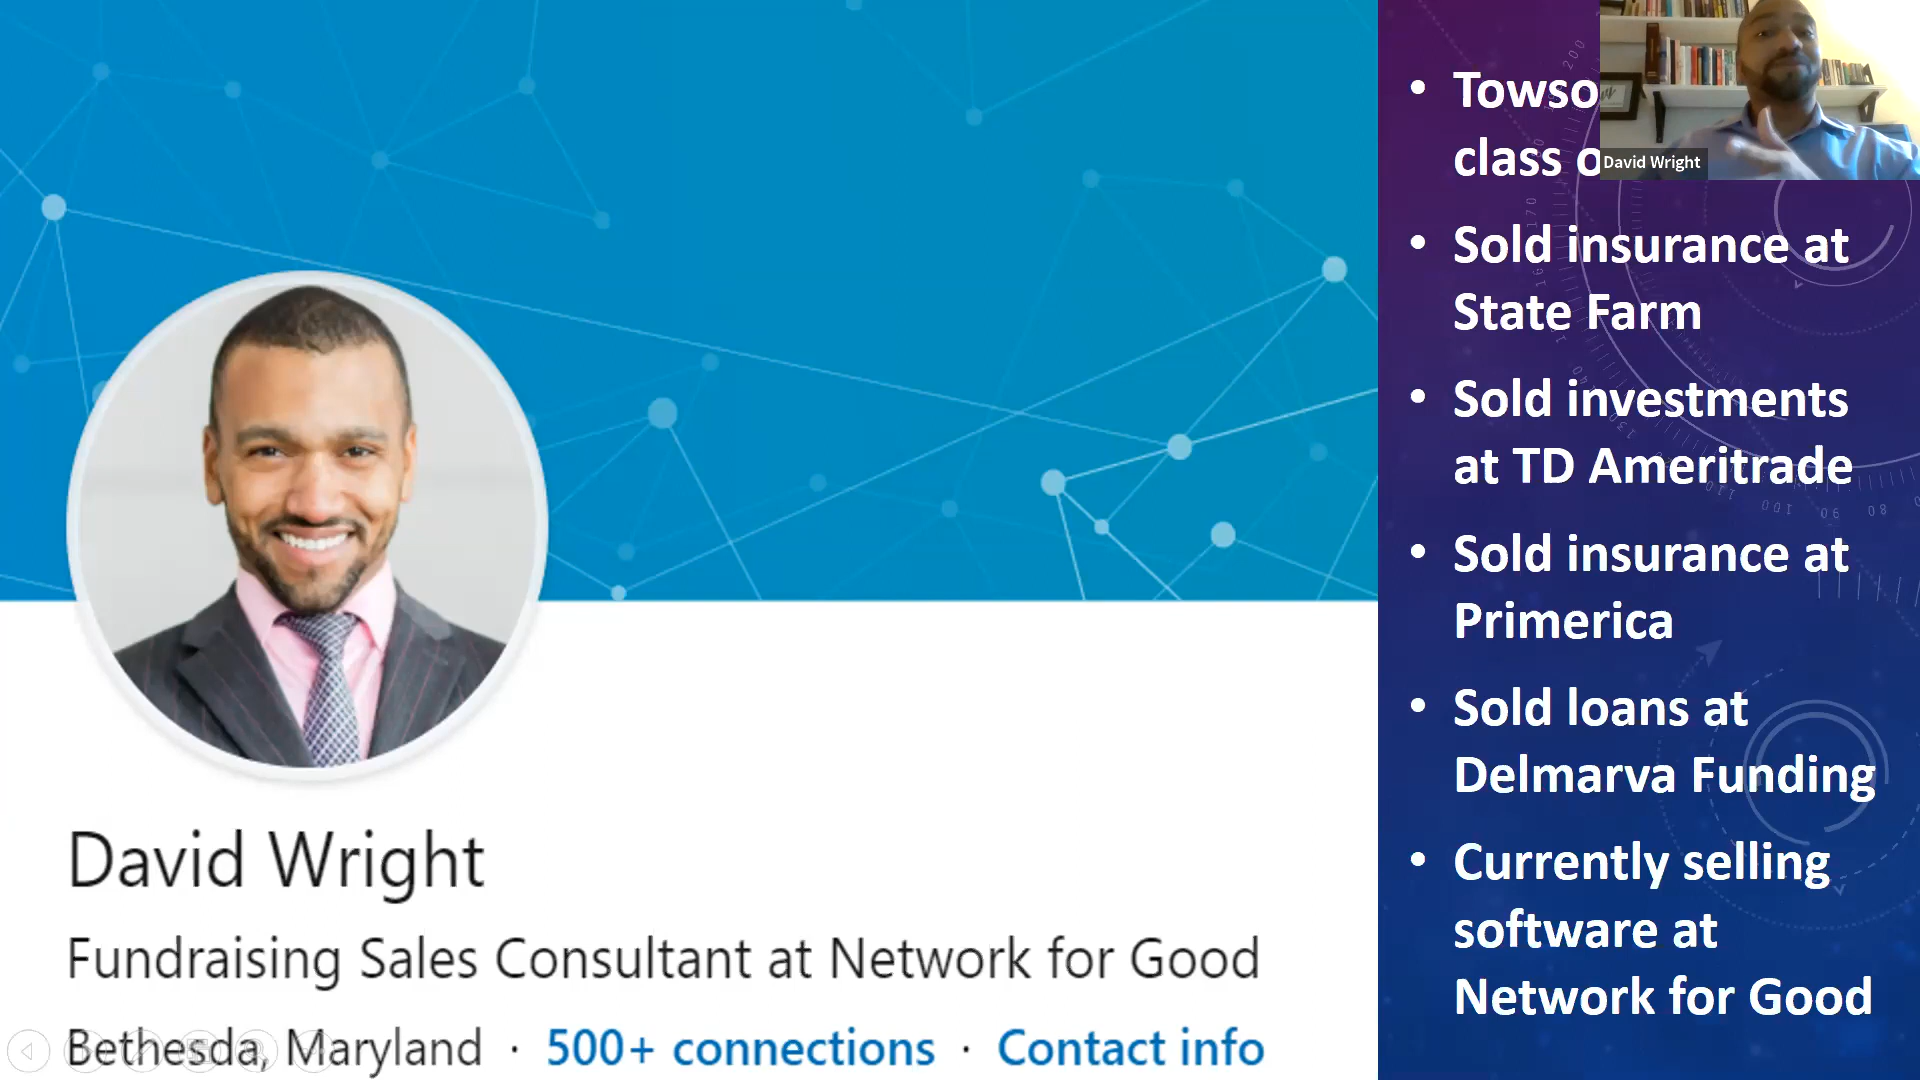 • Towso
class o
David Wright
• Sold insurance at
State Farm
• Sold investments
at TD Ameritrade
• Sold insurance at
Primerica
• Sold loans at
Delmarva Funding
• Currently selling
software at
Network for Good
David Wright
Fundraising Sales Consultant at Network for Good
Bethesda, Maryland · 500+ connections · Contact info